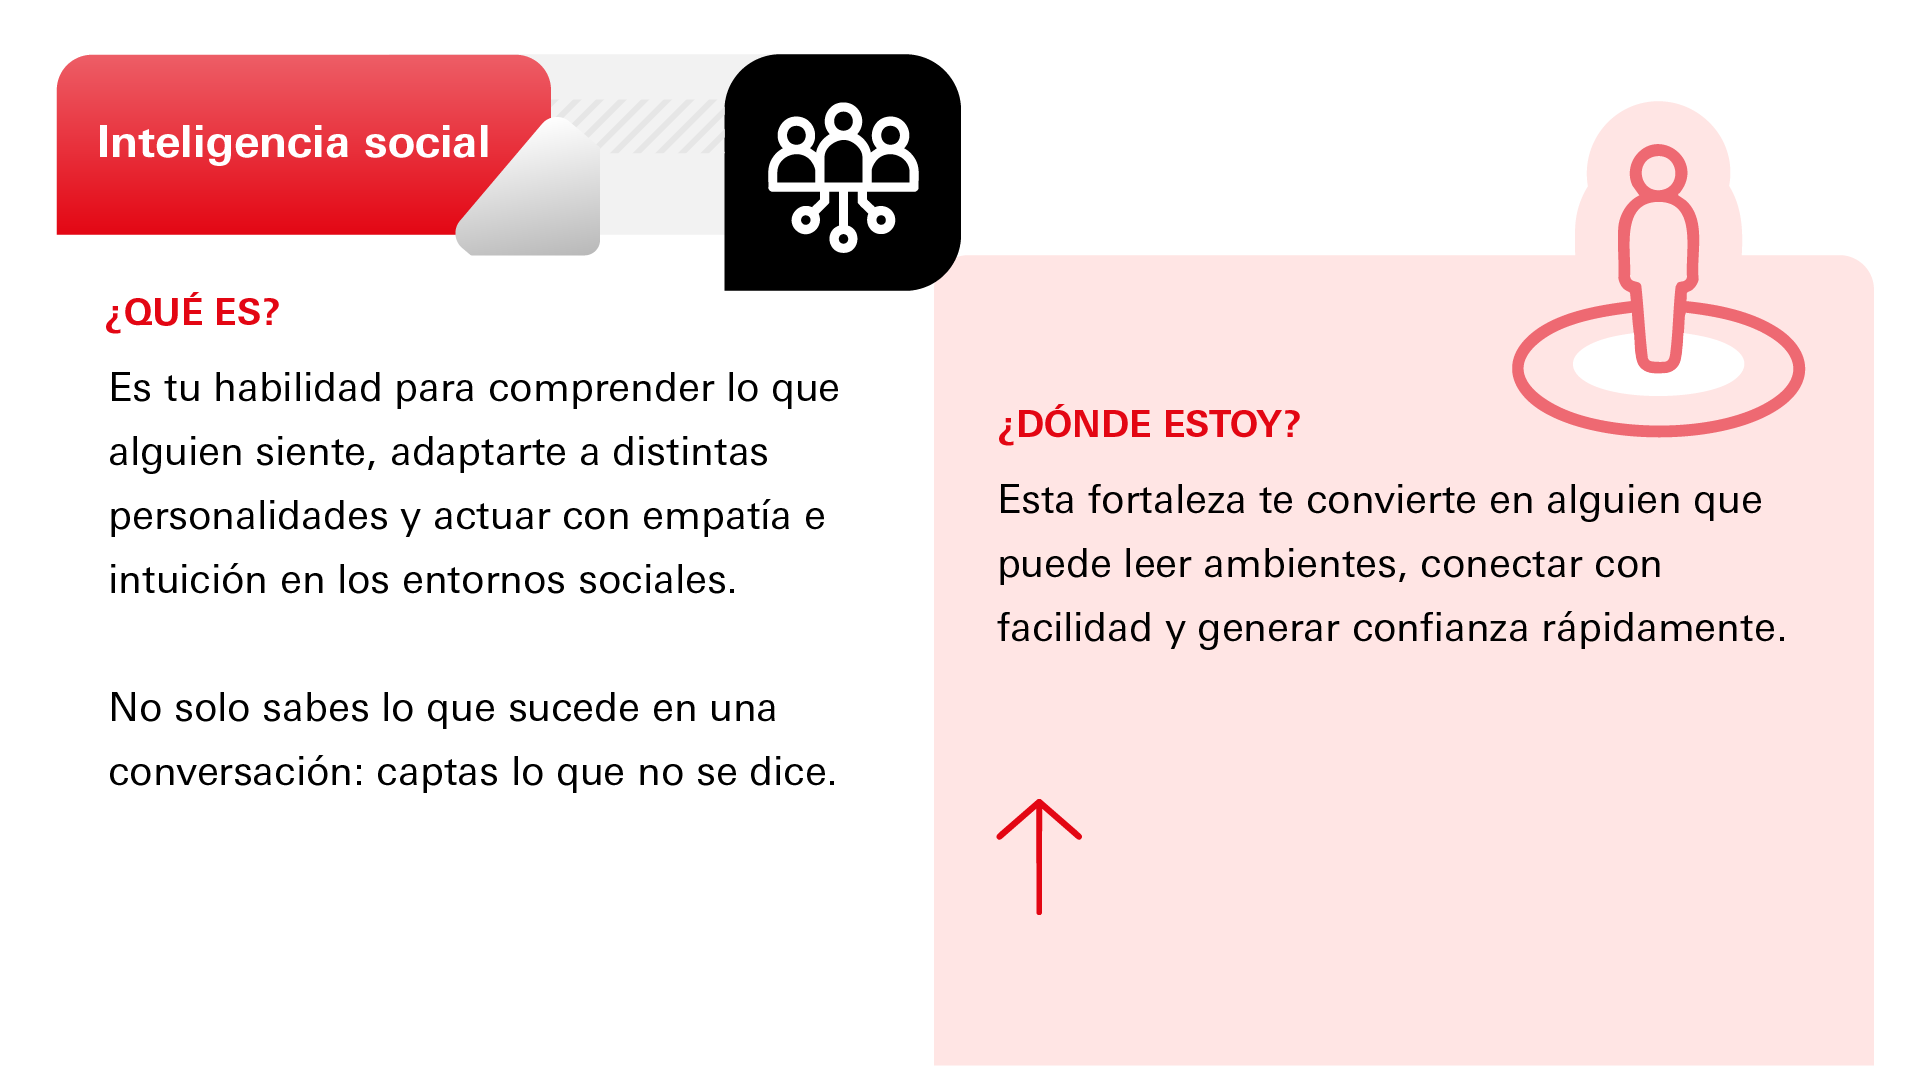 Inteligencia social
¿QUÉ ES?
Es tu habilidad para comprender lo que
alguien siente, adaptarte a distintas
personalidades y actuar con empatía e
intuición en los entornos sociales.
No solo sabes lo que sucede en una
conversación: captas lo que no se dice.
¿DÓNDE ESTOY?
Esta fortaleza te convierte en alguien que
puede leer ambientes, conectar con
facilidad y generar confianza rápidamente.